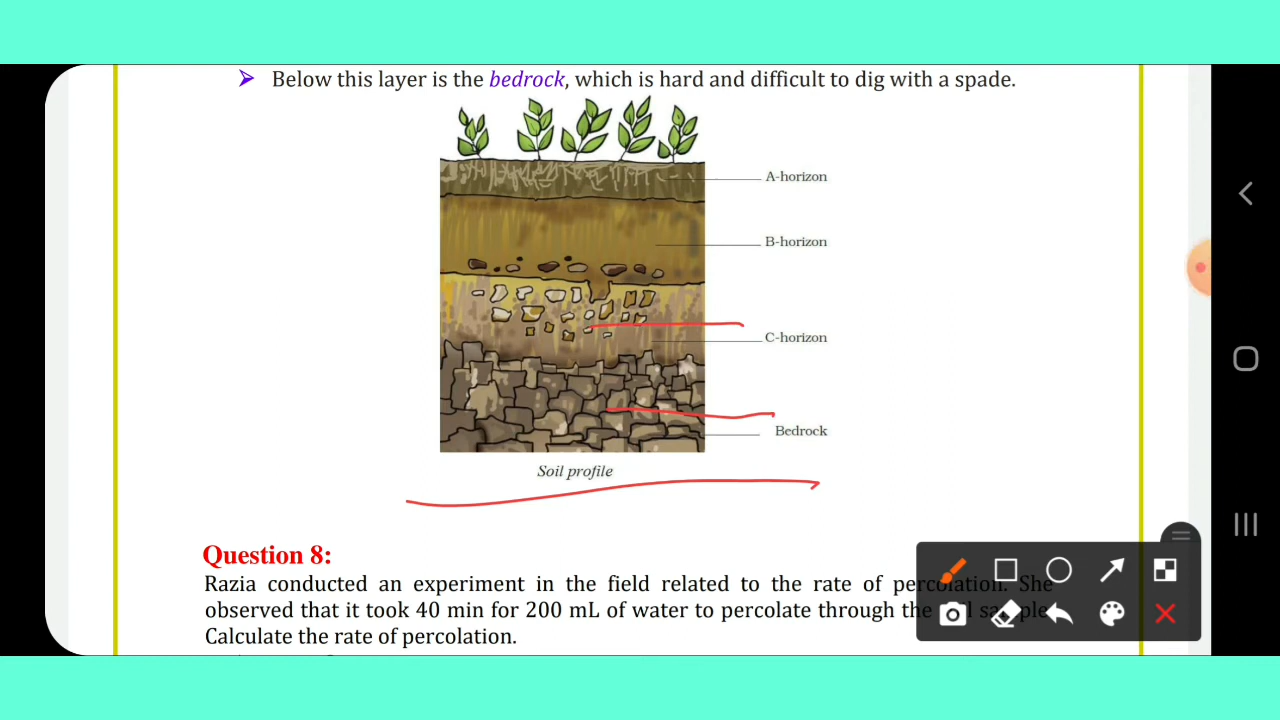 ➢ Below this layer is the bedrock, which is hard and difficult to dig with a spade.
A-horizon
B-horizon
C-horizon
Bedrock
Soil profile
Question 8:
Razia conducted an experiment in the field related to the rate of percolation. She
observed that it took 40 min for 200 mL of water to percolate through the
Calculate the rate of percolation.